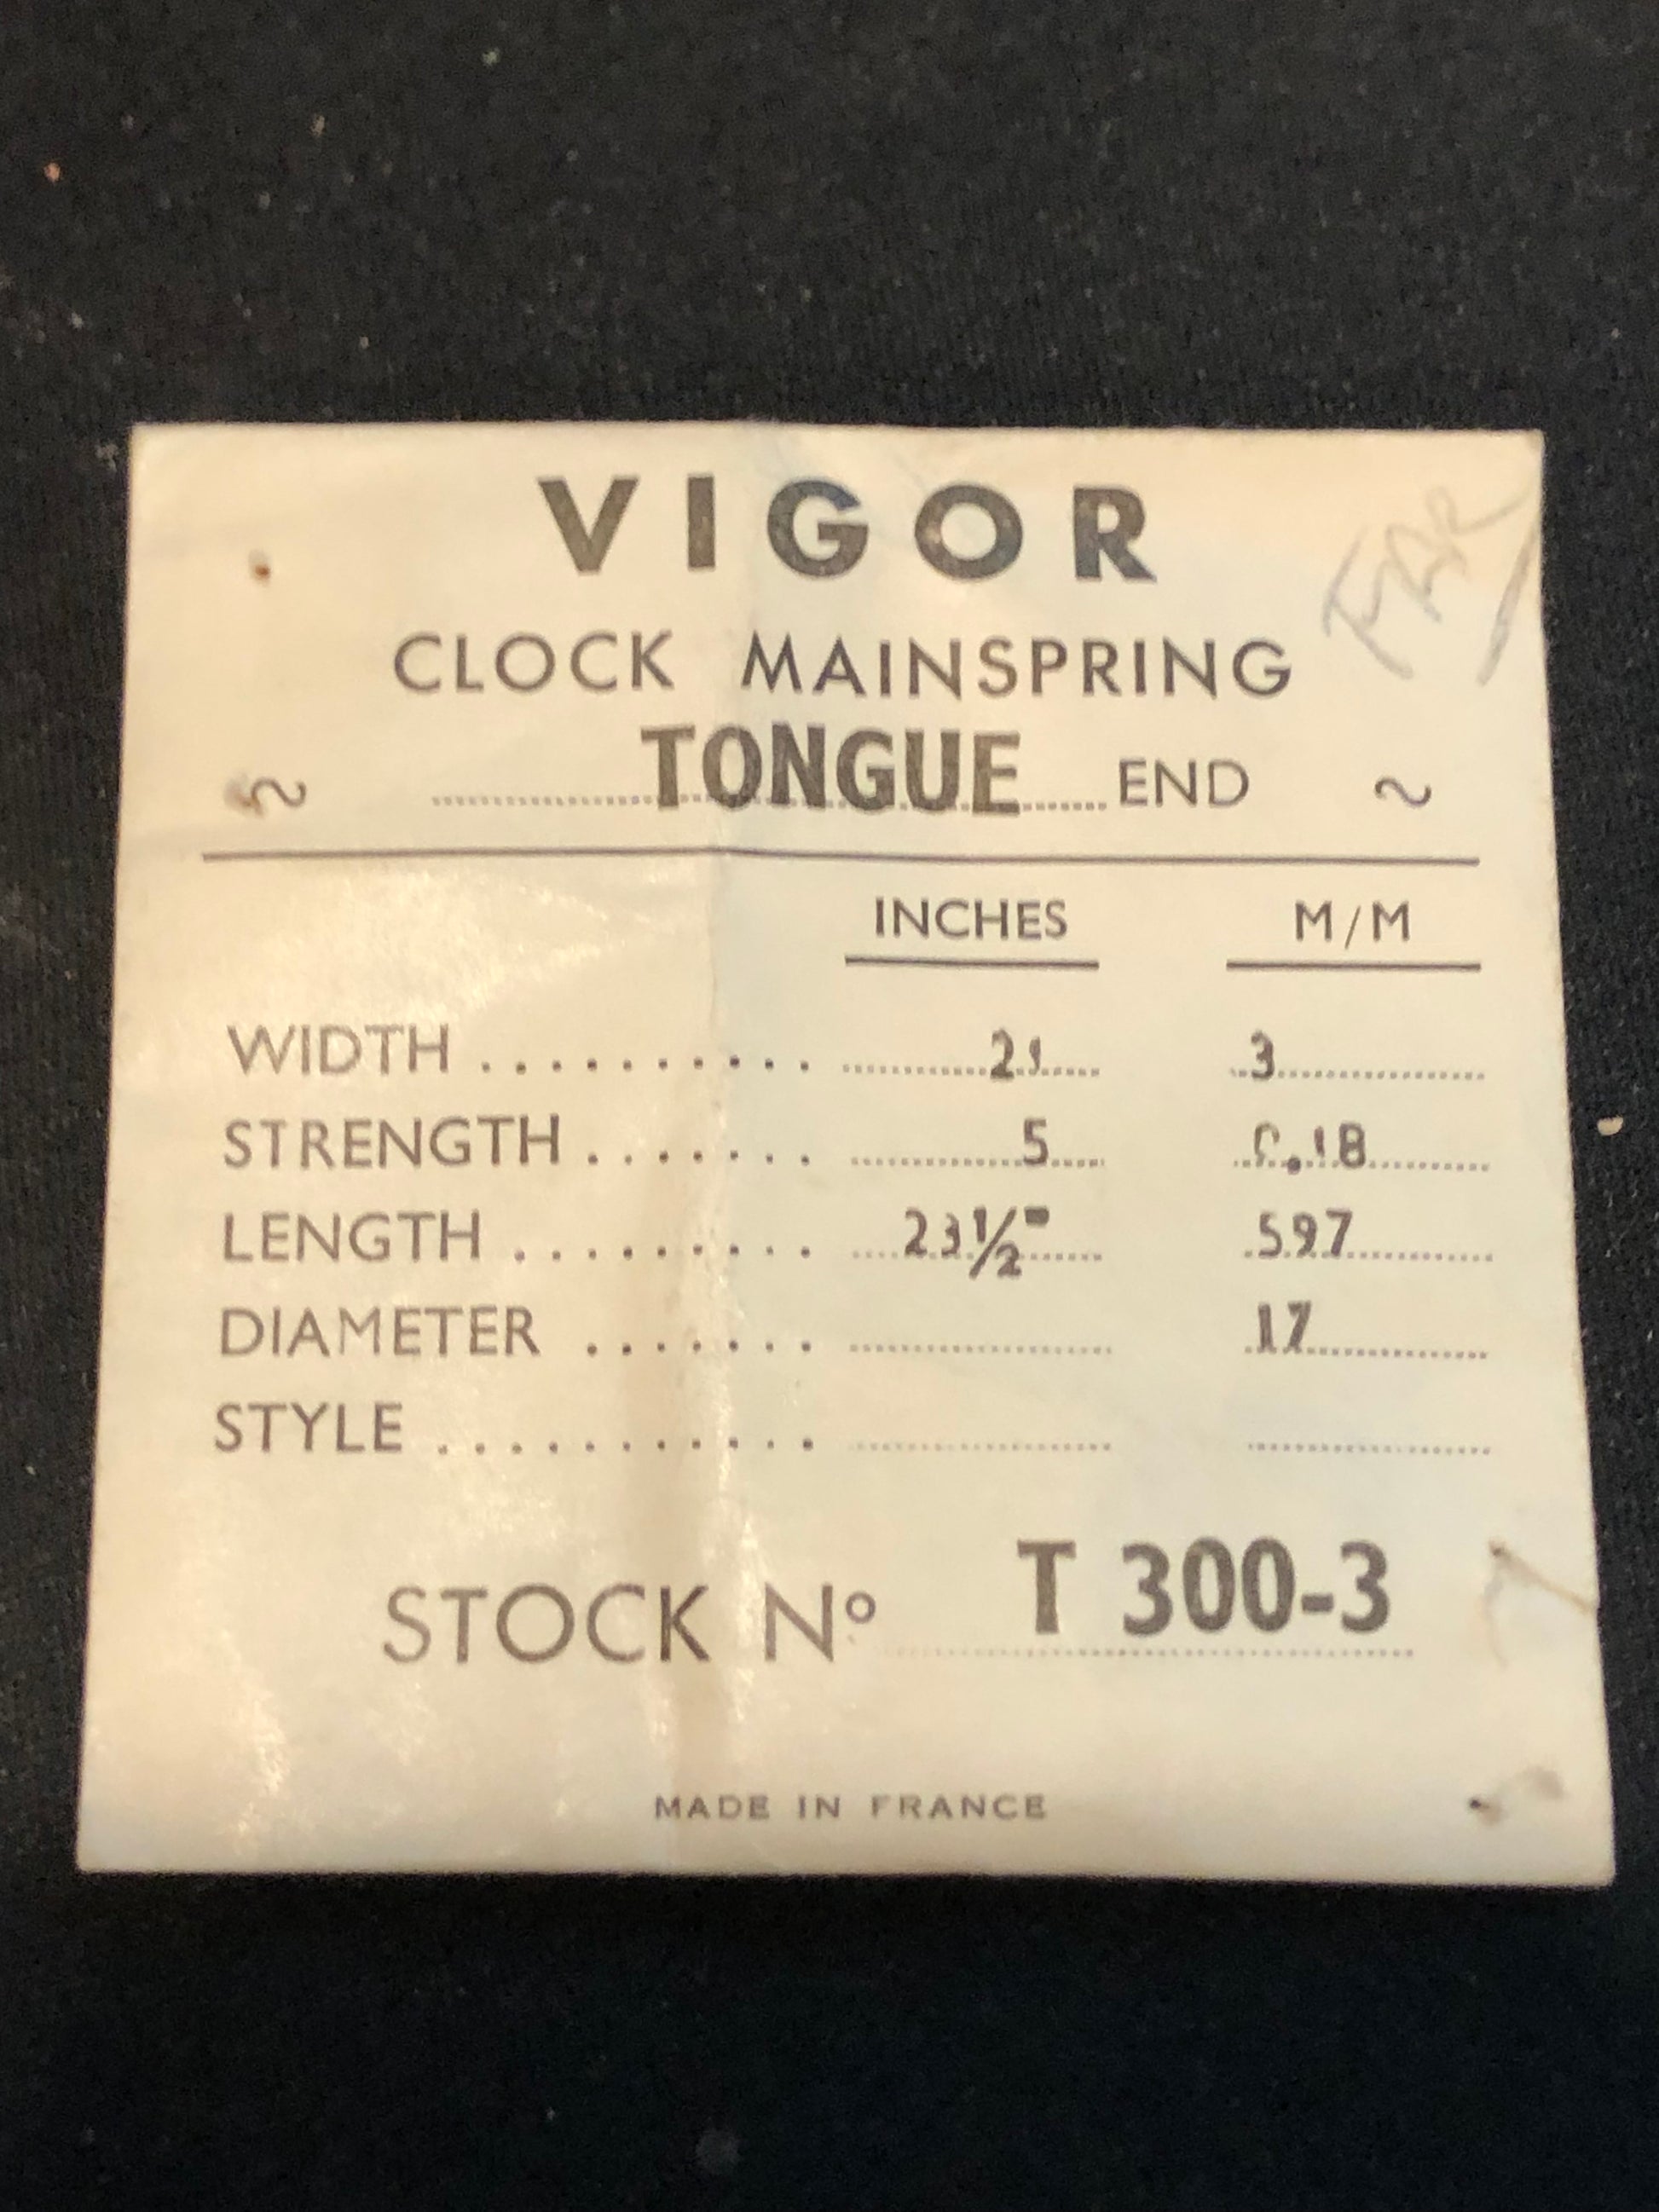 VIGOR
CLOCK MAINSPRING
TONGUE END
INCHES M/M
WIDTH 21 3
STRENGTH 5 0.18
LENGTH 23½" 597
DIAMETER 17
STYLE
STOCK Nº T 300-3
MADE IN FRANCE